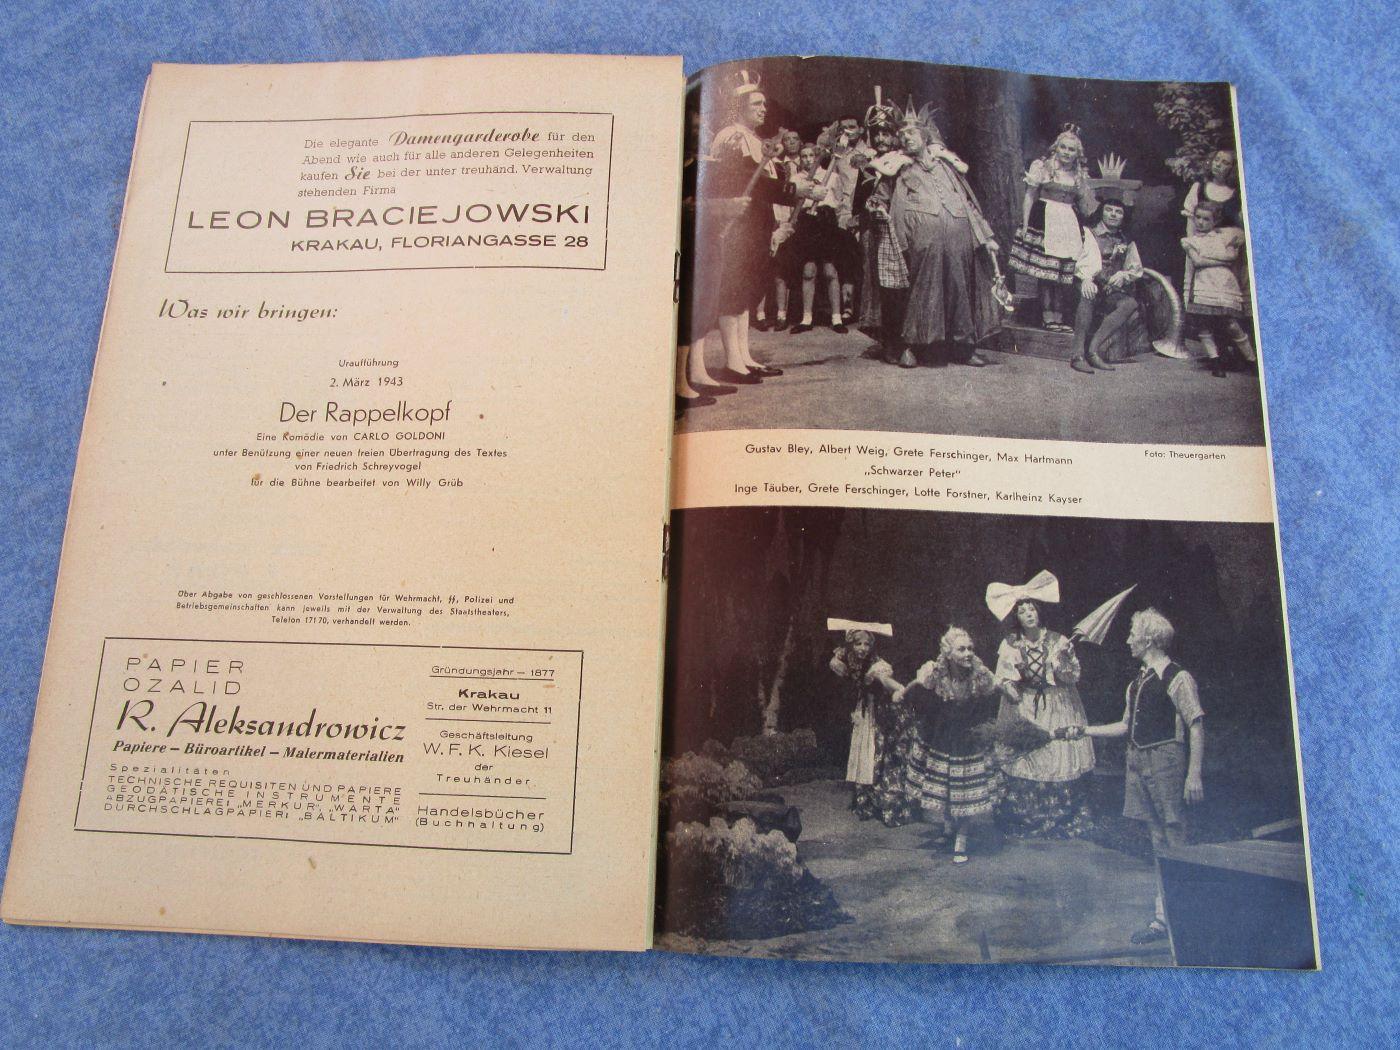 Die elegante Damengarderobe für den
Abend wie auch für alle anderen Gelegenheiten
kaufen Sie bei der unter treuhänd. Verwaltung
stehenden Firma
LEON BRACIEJOWSKI
KRAKAU, FLORIANGASSE 28
Was wir bringen:
Uraufführung
2. März 1943
Der Rappelkopf
Eine Komödie von CARLO GOLDONI
unter Benützung einer neuen freien Übertragung des Textes
von Friedrich Schreyvogel
für die Bühne bearbeitet von Willy Grüb
Über Abgabe von geschlossenen Vorstellungen für Wehrmacht, SS, Polizei und
Betriebsgemeinschaften kann jeweils mit der Verwaltung des Staatstheaters,
Telefon 171 70, verhandelt werden.
PAPIER
OZALID
R. Aleksandrowicz
Papiere – Büroartikel – Malermaterialien
Spezialitäten
TECHNISCHE REQUISITEN UND PAPIERE
GEODÄTISCHE INSTRUMENTE
ABZUGPAPIERE: „MERKUR", „WARTA"
DURCHSCHLAGPAPIER: „BALTIKUM"
Gründungsjahr – 1877
Krakau
Str. der Wehrmacht 11
Geschäftsleitung
W. F. K. Kiesel
der
Treuhänder
Handelsbücher
(Buchhaltung)
Gustav Bley, Albert Weig, Grete Ferschinger, Max Hartmann
Foto: Theuergarten
„Schwarzer Peter"
Inge Täuber, Grete Ferschinger, Lotte Forstner, Karlheinz Kayser